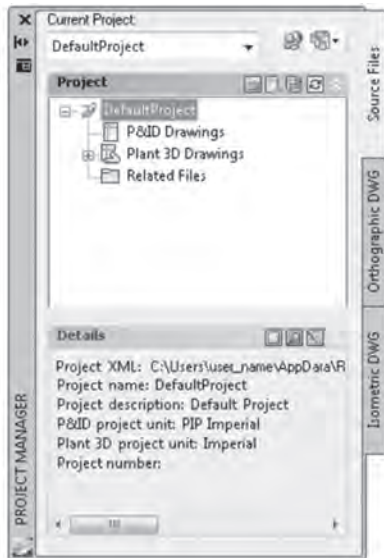 Current Project:
DefaultProject
Project
DefaultProject
P&ID Drawings
Plant 3D Drawings
Related Files
Details
Project XML: C:\Users\user_name\AppDara\R
Project name: DefaultProject
Project description: Default Project
P&ID project unit: PIP Imperial
Plant 3D project unit: Imperial
Project number:
PROJECT MANAGER
Source Files
Orthographic DWG
Isometric DWG